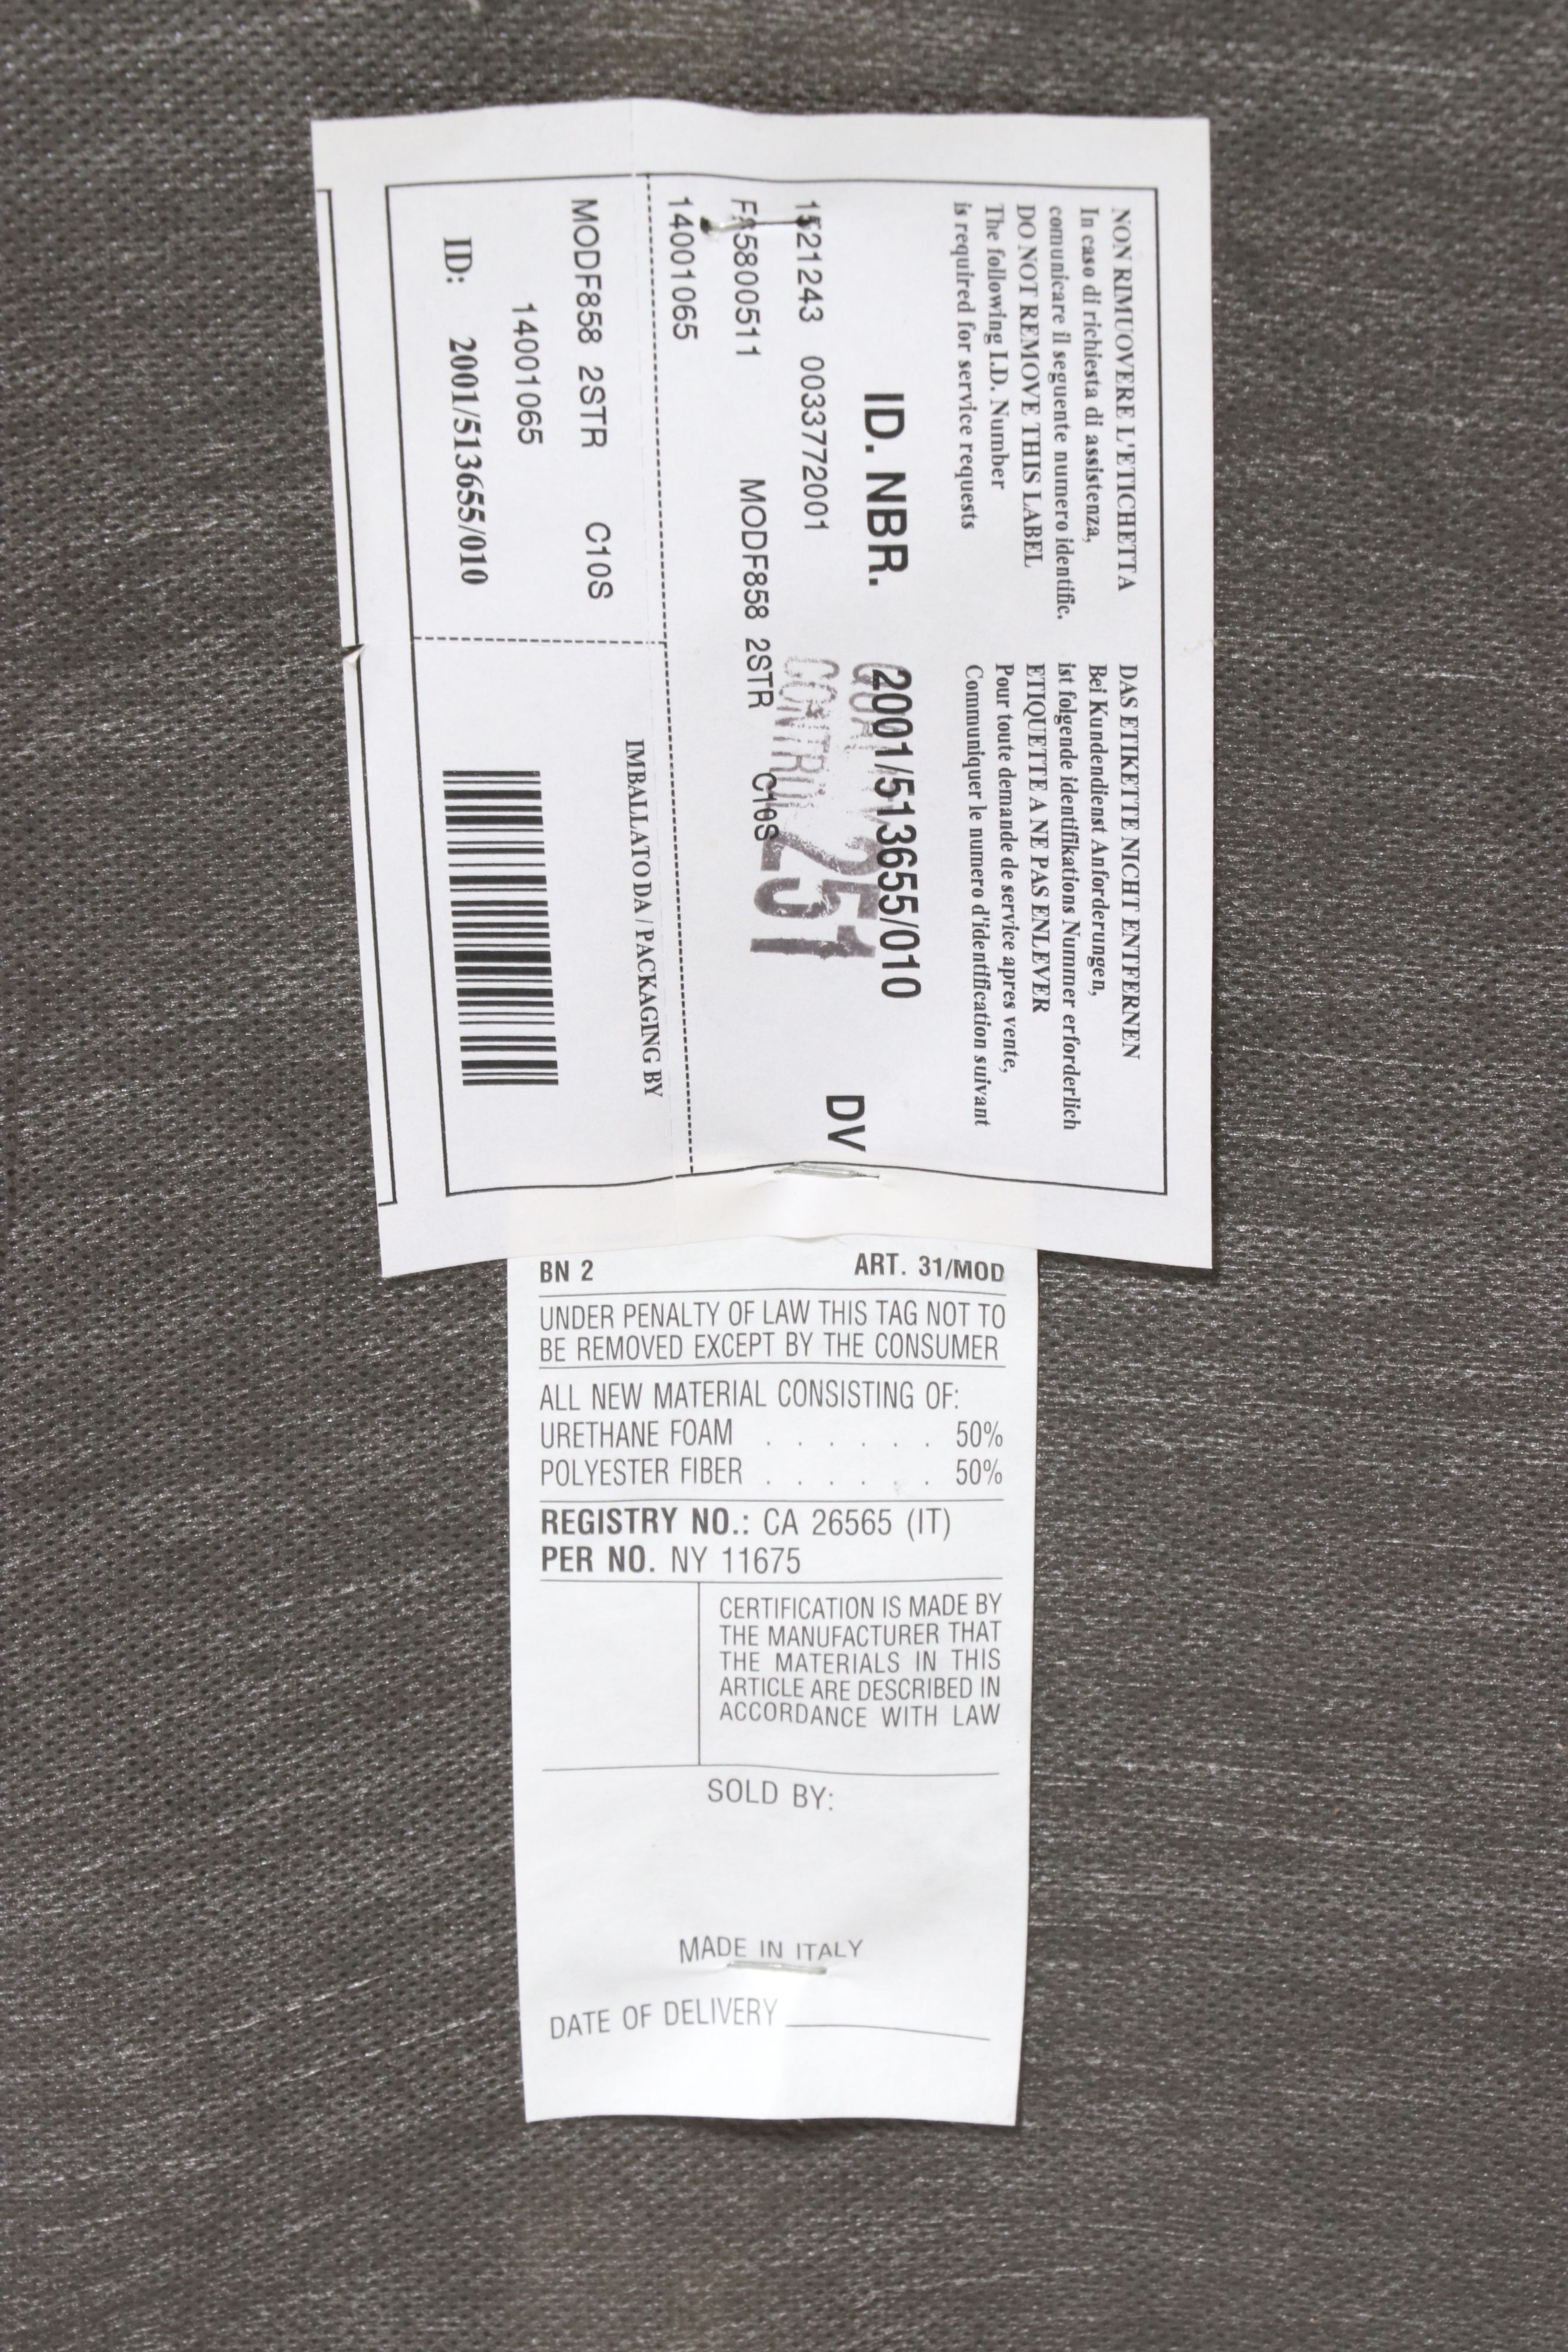 NON RIMUOVERE L'ETICHETTA
In caso di richiesta di assistenza,
comunicare il seguente numero identific.
DO NOT REMOVE THIS LABEL
The following I.D. Number
is required for service requests
DAS ETIKETTE NICHT ENTFERNEN
Bei Kundendienst Anforderungen,
ist folgende identifikations Nummer erforderlich
ETIQUETTE A NE PAS ENLEVER
Pour toute demande de service apres vente,
Communiquer le numero d'identification suivant
ID. NBR. 2001/513655/010
DV
1521243 0033772001
MODF858 2STR C10S
14001065
CONTROL
251
MODF858 2STR C10S
14001065
ID: 2001/513655/010
IMBALLATO DA / PACKAGING BY
BN 2 ART. 31/MOD
UNDER PENALTY OF LAW THIS TAG NOT TO
BE REMOVED EXCEPT BY THE CONSUMER
ALL NEW MATERIAL CONSISTING OF:
URETHANE FOAM . . . . . . 50%
POLYESTER FIBER . . . . . . 50%
REGISTRY NO.: CA 26565 (IT)
PER NO. NY 11675
CERTIFICATION IS MADE BY
THE MANUFACTURER THAT
THE MATERIALS IN THIS
ARTICLE ARE DESCRIBED IN
ACCORDANCE WITH LAW
SOLD BY:
MADE IN ITALY
DATE OF DELIVERY